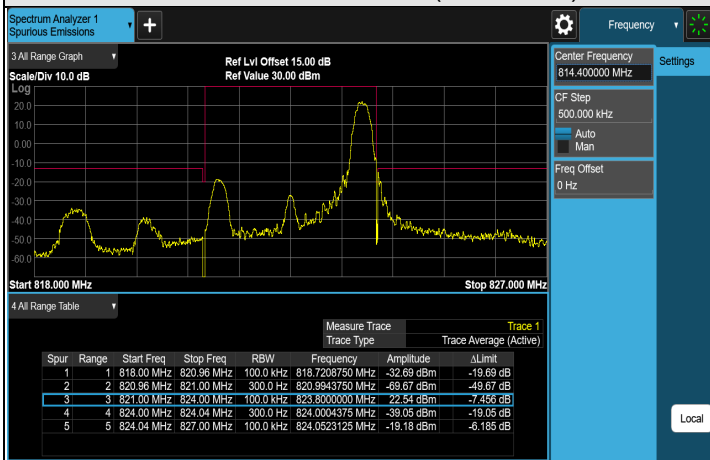 Spectrum Analyzer 1
Spurious Emissions
Frequency
3 All Range Graph
Ref Lvl Offset 15.00 dB
Scale/Div 10.0 dB
Ref Value 30.00 dBm
Log
20.0
10.0
0.00
-10.0
-20.0
-30.0
-40.0
-50.0
-60.0
Start 818.000 MHz
Stop 827.000 MHz
Center Frequency
814.400000 MHz
Settings
CF Step
500.000 kHz
Auto
Man
Freq Offset
0 Hz
4 All Range Table
Measure Trace Trace 1
Trace Type Trace Average (Active)
Spur Range Start Freq Stop Freq RBW Frequency Amplitude ΔLimit
1 1 818.00 MHz 820.96 MHz 100.0 kHz 818.7208750 MHz -32.69 dBm -19.69 dB
2 2 820.96 MHz 821.00 MHz 300.0 Hz 820.9943750 MHz -69.67 dBm -49.67 dB
3 3 821.00 MHz 824.00 MHz 100.0 kHz 823.8000000 MHz 22.54 dBm -7.456 dB
4 4 824.00 MHz 824.04 MHz 300.0 Hz 824.0004375 MHz -39.05 dBm -19.05 dB
5 5 824.04 MHz 827.00 MHz 100.0 kHz 824.0523125 MHz -19.18 dBm -6.185 dB
Local